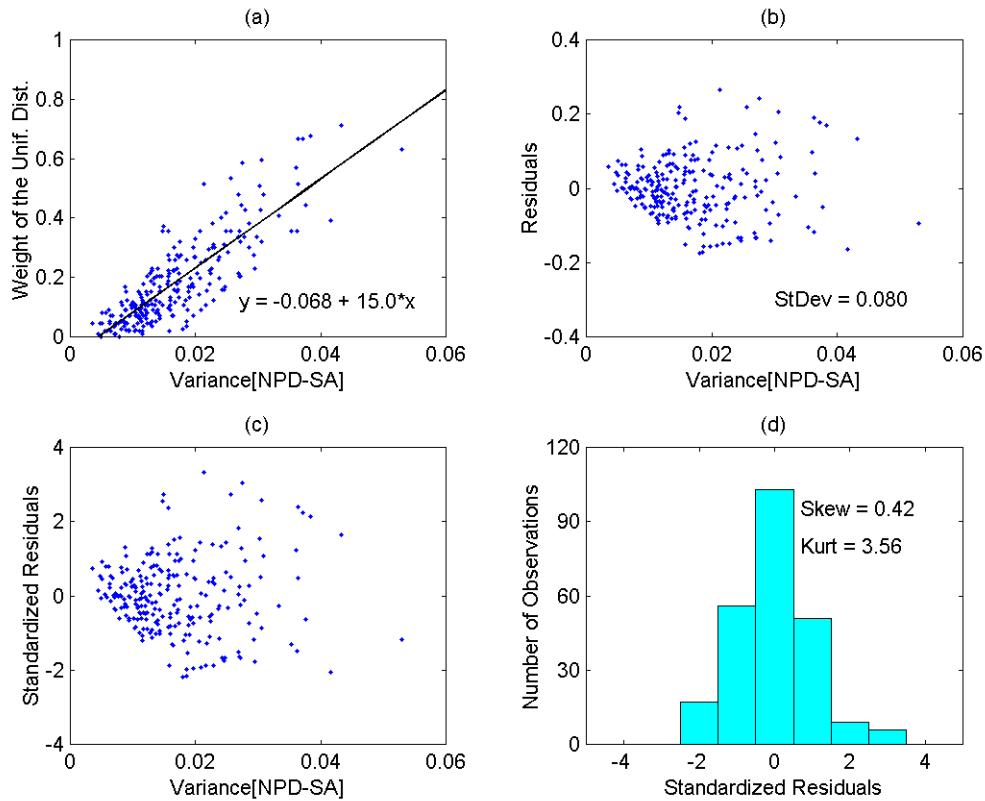 (a)
1
0.8
0.6
0.4
0.2
0
Weight of the Unif. Dist.
y = -0.068 + 15.0*x
0 0.02 0.04 0.06
Variance[NPD-SA]
(b)
0.4
0.2
0
-0.2
-0.4
Residuals
StDev = 0.080
0 0.02 0.04 0.06
Variance[NPD-SA]
(c)
4
2
0
-2
-4
Standardized Residuals
0 0.02 0.04 0.06
Variance[NPD-SA]
(d)
120
90
60
30
0
Number of Observations
Skew = 0.42
Kurt = 3.56
-4 -2 0 2 4
Standardized Residuals